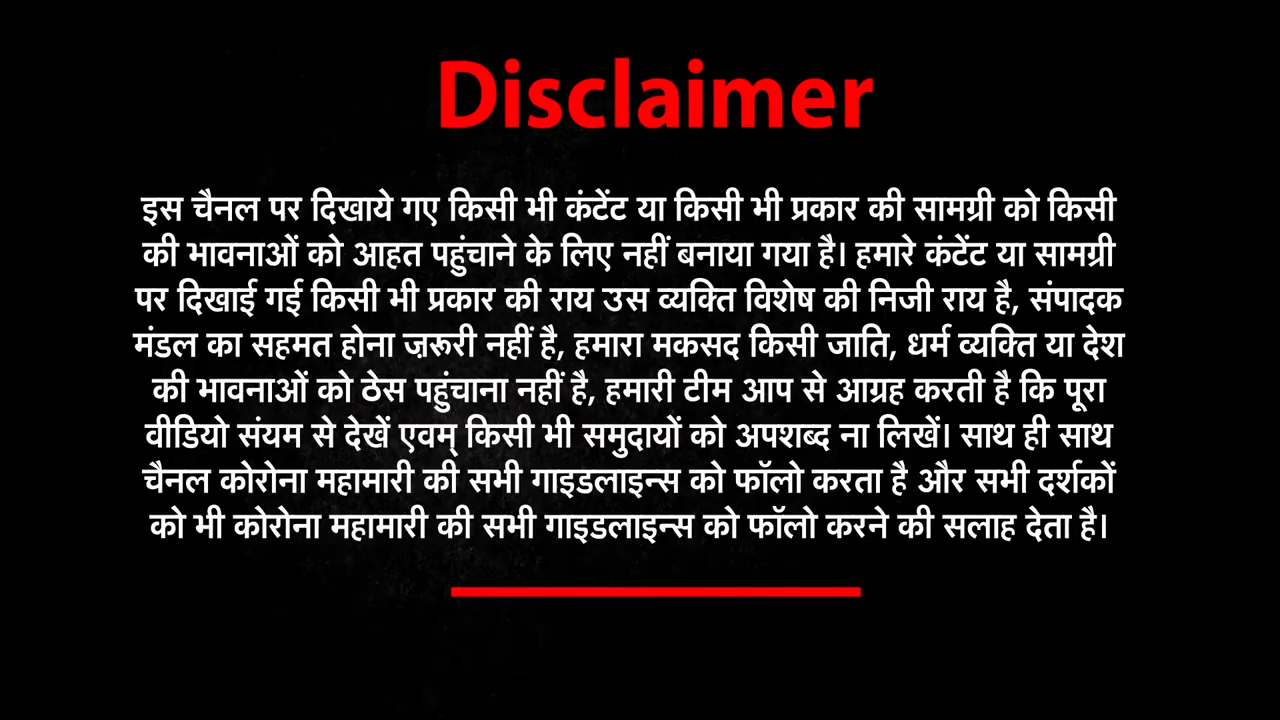 Disclaimer
इस चैनल पर दिखाये गए किसी भी कंटेंट या किसी भी प्रकार की सामग्री को किसी
की भावनाओं को आहत पहुंचाने के लिए नहीं बनाया गया है। हमारे कंटेंट या सामग्री
पर दिखाई गई किसी भी प्रकार की राय उस व्यक्ति विशेष की निजी राय है, संपादक
मंडल का सहमत होना ज़रूरी नहीं है, हमारा मकसद किसी जाति, धर्म व्यक्ति या देश
की भावनाओं को ठेस पहुंचाना नहीं है, हमारी टीम आप से आग्रह करती है कि पूरा
वीडियो संयम से देखें एवम् किसी भी समुदायों को अपशब्द ना लिखें। साथ ही साथ
चैनल कोरोना महामारी की सभी गाइडलाइन्स को फॉलो करता है और सभी दर्शकों
को भी कोरोना महामारी की सभी गाइडलाइन्स को फॉलो करने की सलाह देता है।